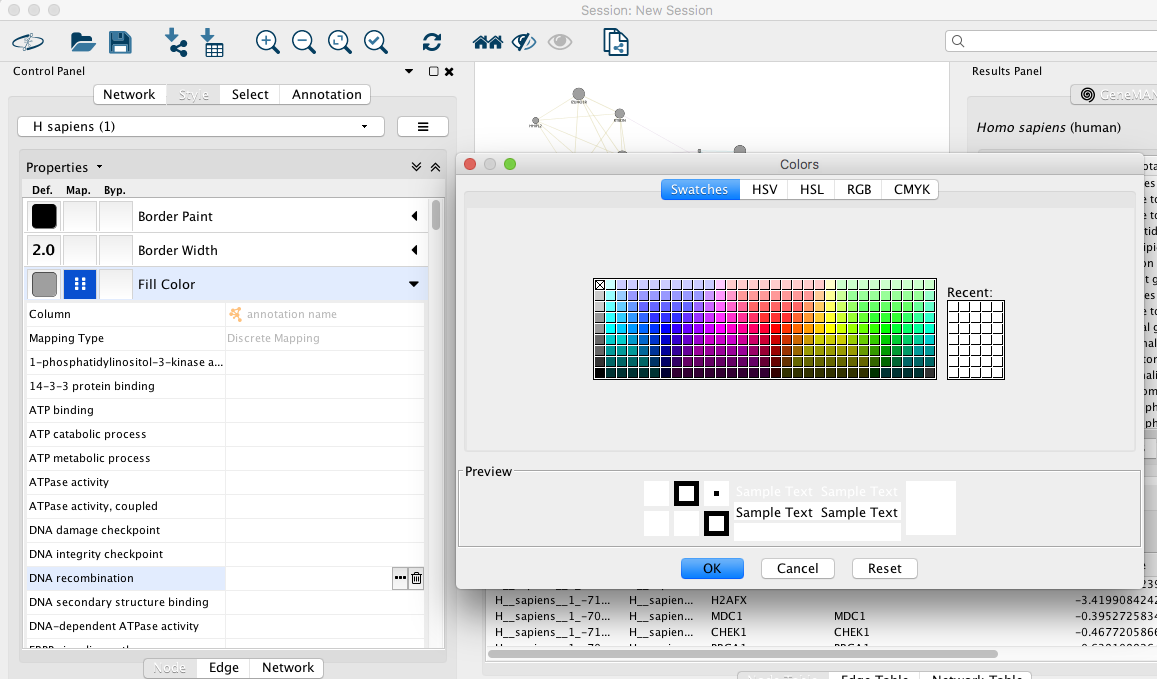 Session: New Session
Control Panel
Results Panel
Network Style Select Annotation
H sapiens (1)
Homo sapiens (human)
Properties
Def. Map. Byp.
Border Paint
2.0 Border Width
Fill Color
Column annotation name
Mapping Type Discrete Mapping
1-phosphatidylinositol-3-kinase a...
14-3-3 protein binding
ATP binding
ATP catabolic process
ATP metabolic process
ATPase activity
ATPase activity, coupled
DNA damage checkpoint
DNA integrity checkpoint
DNA recombination
DNA secondary structure binding
DNA-dependent ATPase activity
Node Edge Network
Colors
Swatches HSV HSL RGB CMYK
Recent:
Preview
Sample Text Sample Text
Sample Text Sample Text
OK Cancel Reset
H__sapiens__1_-71... H__sapien... H2AFX -3.4199084242
H__sapiens__1_-70... H__sapien... MDC1 MDC1 -0.3952725834
H__sapiens__1_-71... H__sapien... CHEK1 CHEK1 -0.4677205866
Edge Table Network Table